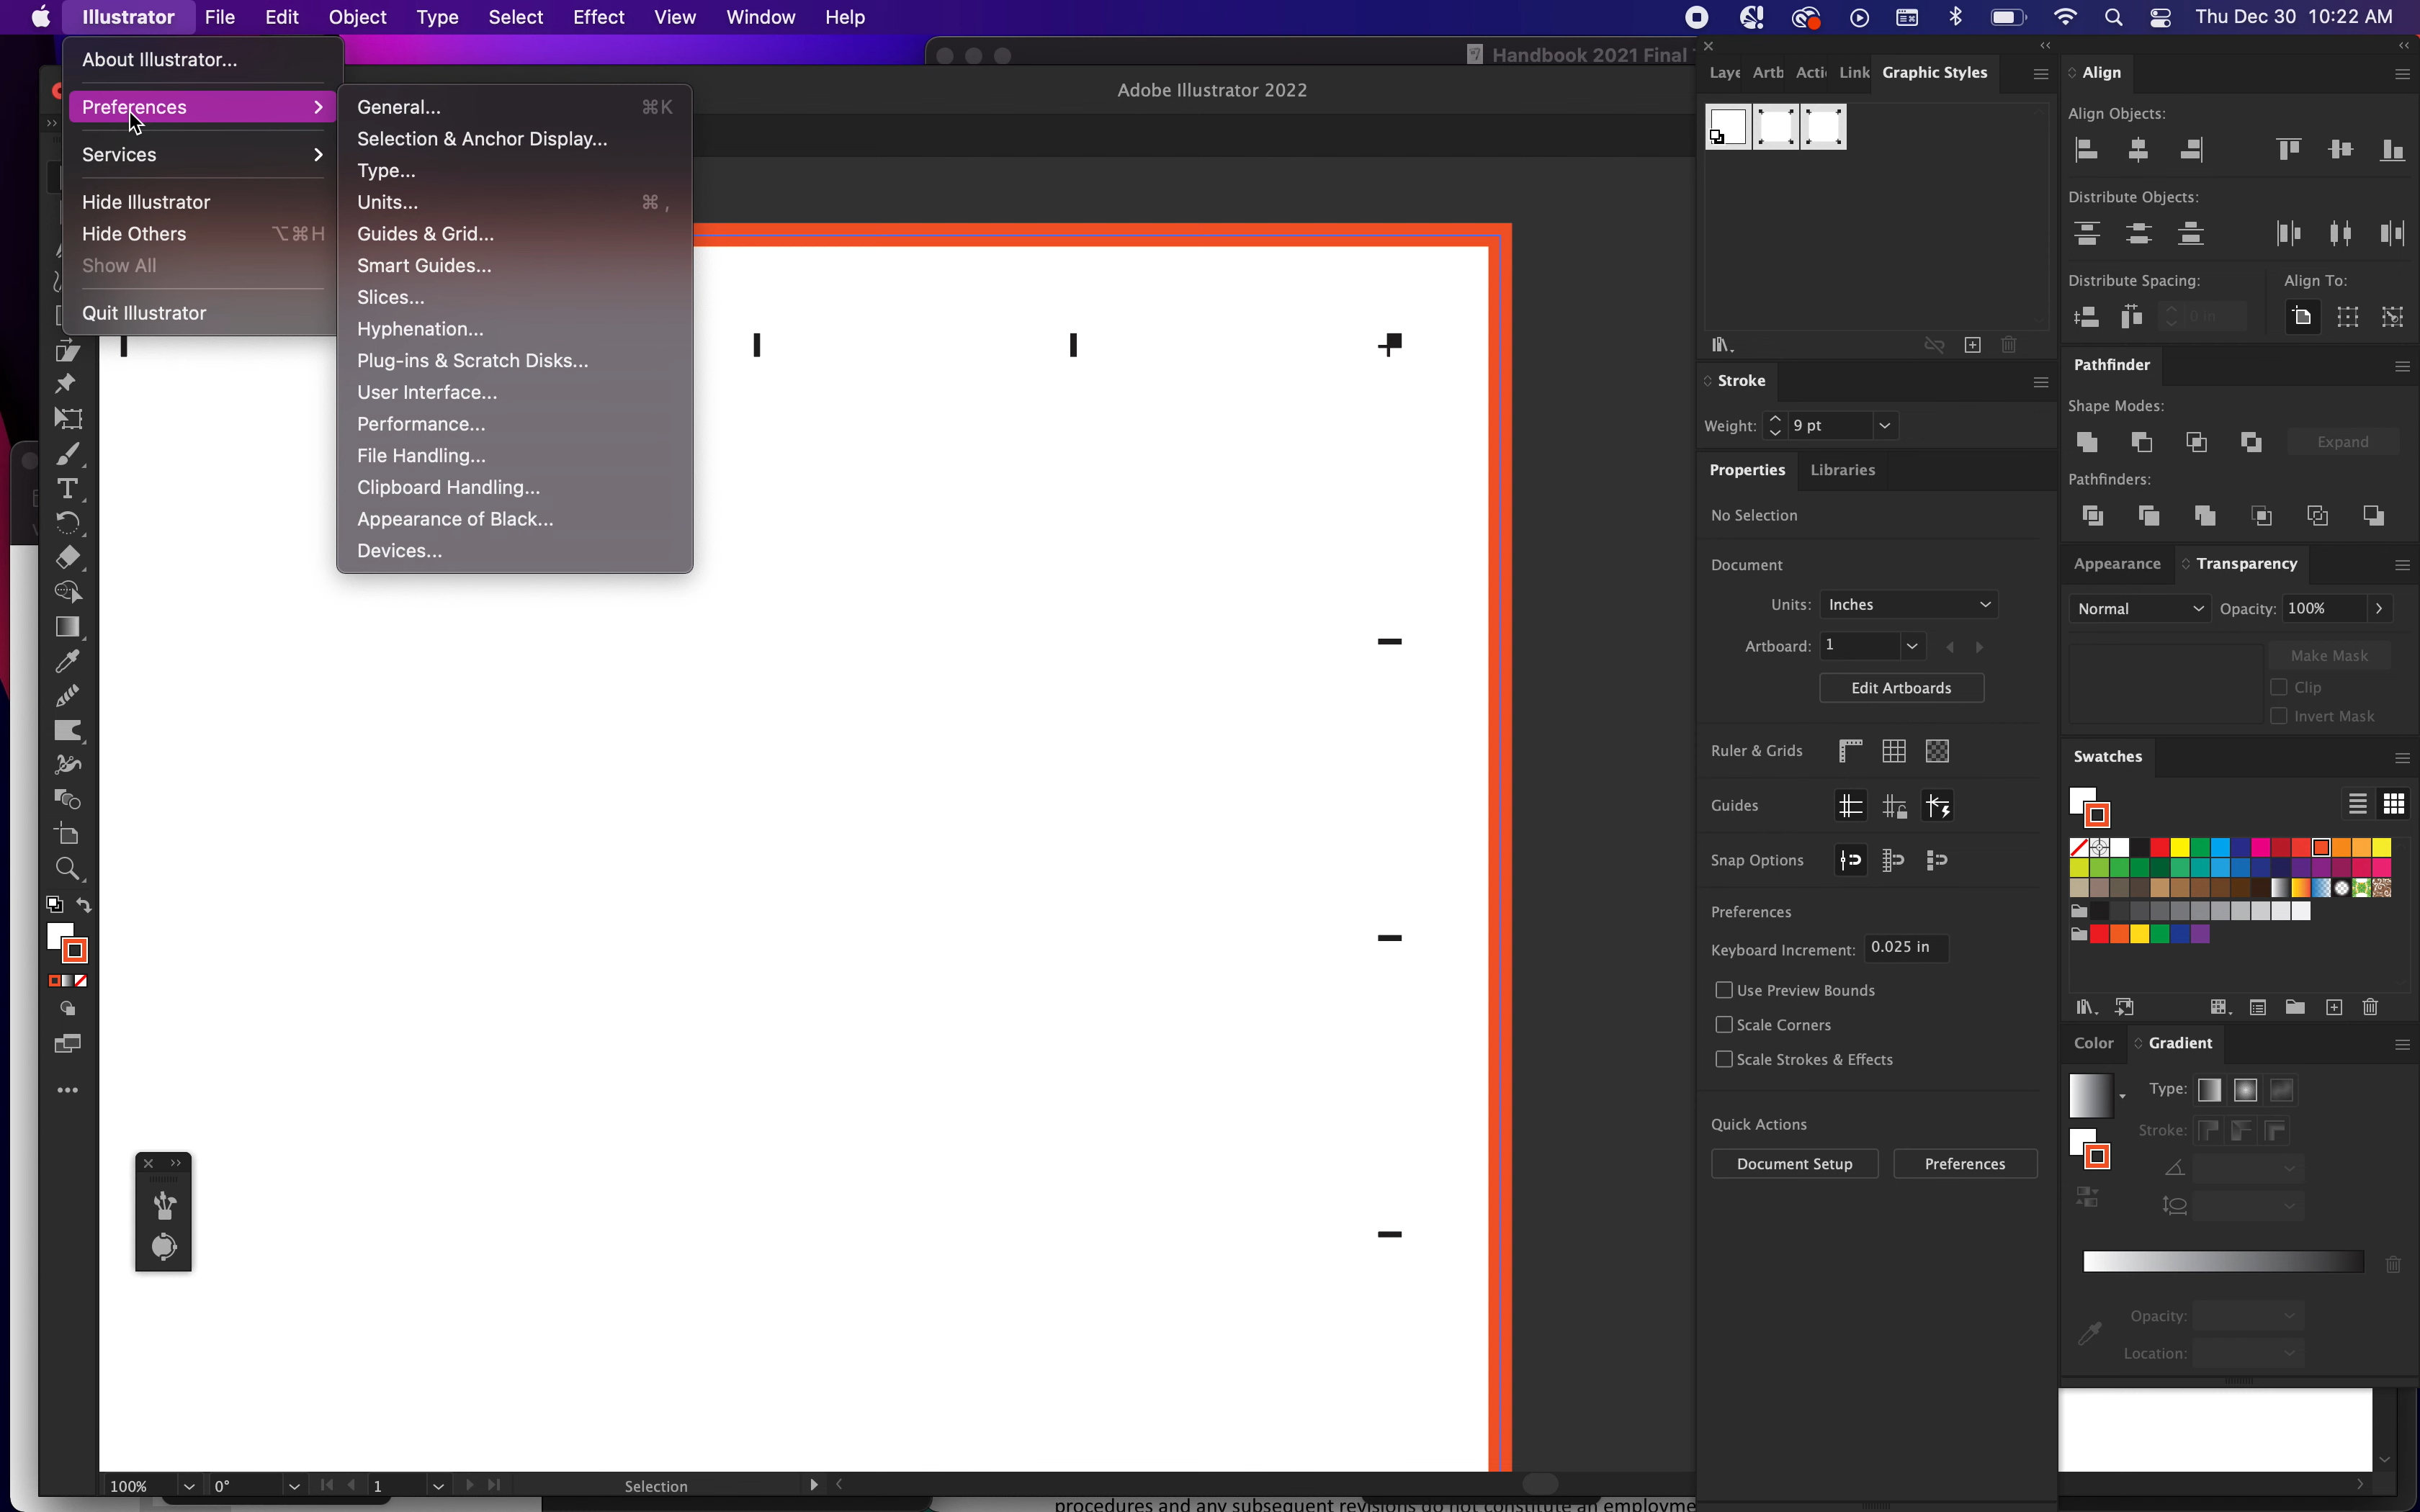 Illustrator File Edit Object Type Select Effect View Window Help Thu Dec 30 10:22 AM
About Illustrator...
Preferences
Services
Hide Illustrator
Hide Others ⌥⌘H
Show All
Quit Illustrator
General... ⌘K
Selection & Anchor Display...
Type...
Units... ⌘,
Guides & Grid...
Smart Guides...
Slices...
Hyphenation...
Plug-ins & Scratch Disks...
User Interface...
Performance...
File Handling...
Clipboard Handling...
Appearance of Black...
Devices...
Handbook 2021 Final
Adobe Illustrator 2022
100% 0° 1 Selection
procedures and any subsequent revisions do not constitute an employme
Laye Artb Acti Link Graphic Styles
Stroke
Weight: 9 pt
Properties Libraries
No Selection
Document
Units: Inches
Artboard: 1
Edit Artboards
Ruler & Grids
Guides
Snap Options
Preferences
Keyboard Increment: 0.025 in
Use Preview Bounds
Scale Corners
Scale Strokes & Effects
Quick Actions
Document Setup Preferences
Align
Align Objects:
Distribute Objects:
Distribute Spacing: Align To:
0 in
Pathfinder
Shape Modes:
Expand
Pathfinders:
Appearance Transparency
Normal Opacity: 100%
Make Mask
Clip
Invert Mask
Swatches
Color Gradient
Type:
Stroke:
Opacity:
Location: